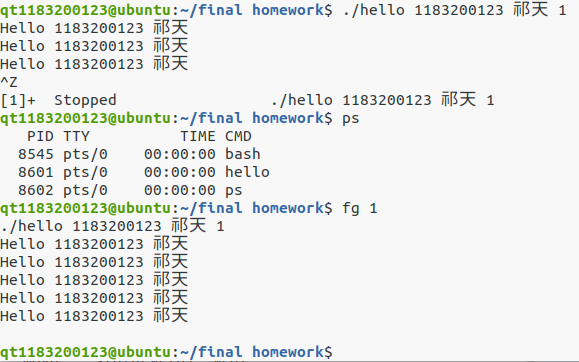 qt1183200123@ubuntu:~/final homework$ ./hello 1183200123 祁天 1
Hello 1183200123 祁天
Hello 1183200123 祁天
Hello 1183200123 祁天
^Z
[1]+  Stopped                 ./hello 1183200123 祁天 1
qt1183200123@ubuntu:~/final homework$ ps
   PID TTY          TIME CMD
  8545 pts/0    00:00:00 bash
  8601 pts/0    00:00:00 hello
  8602 pts/0    00:00:00 ps
qt1183200123@ubuntu:~/final homework$ fg 1
./hello 1183200123 祁天 1
Hello 1183200123 祁天
Hello 1183200123 祁天
Hello 1183200123 祁天
Hello 1183200123 祁天
Hello 1183200123 祁天

qt1183200123@ubuntu:~/final homework$